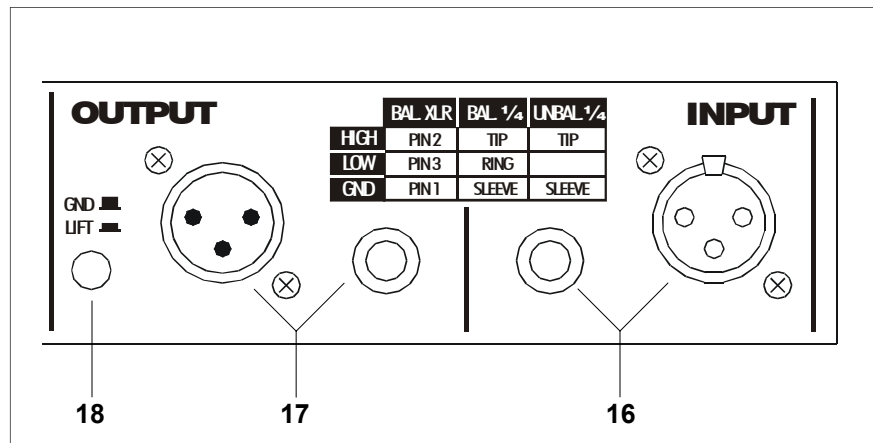 OUTPUT
BAL. XLR BAL. 1/4 UNBAL. 1/4
INPUT
HIGH PIN 2 TIP TIP
LOW PIN 3 RING
GND PIN 1 SLEEVE SLEEVE
GND
LIFT
18
17
16